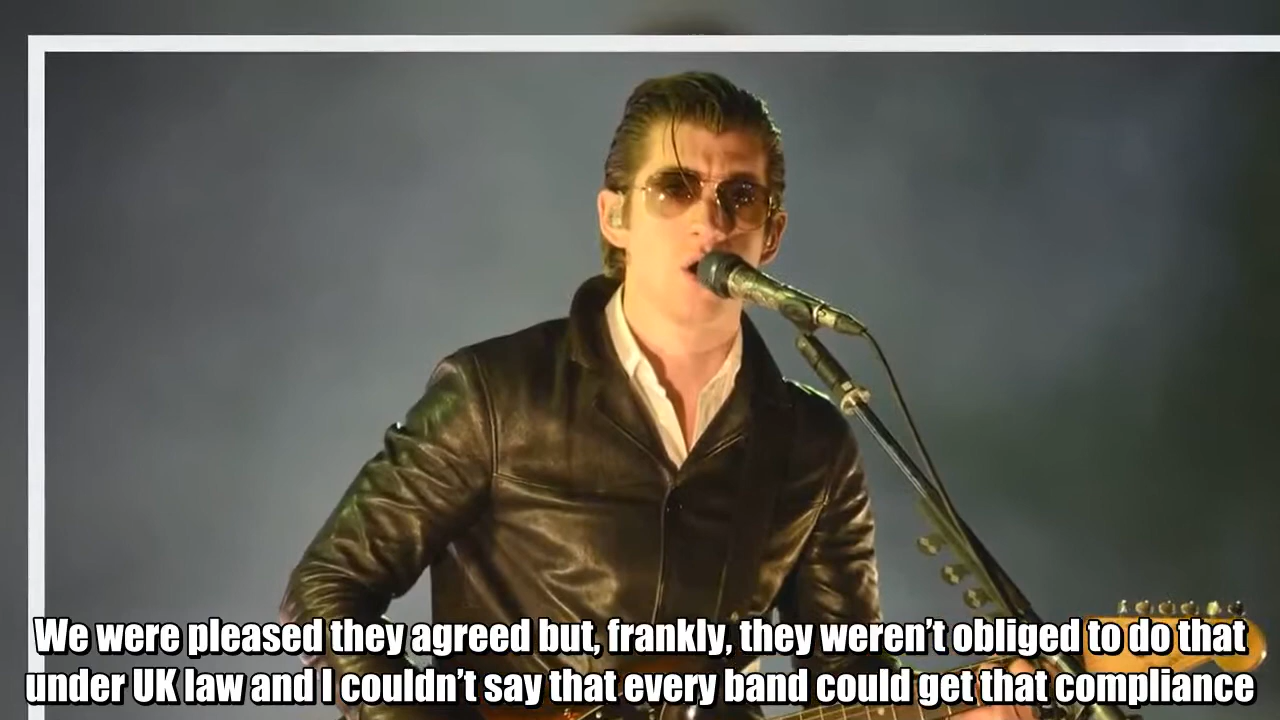 We were pleased they agreed but, frankly, they weren’t obliged to do that
under UK law and I couldn’t say that every band could get that compliance